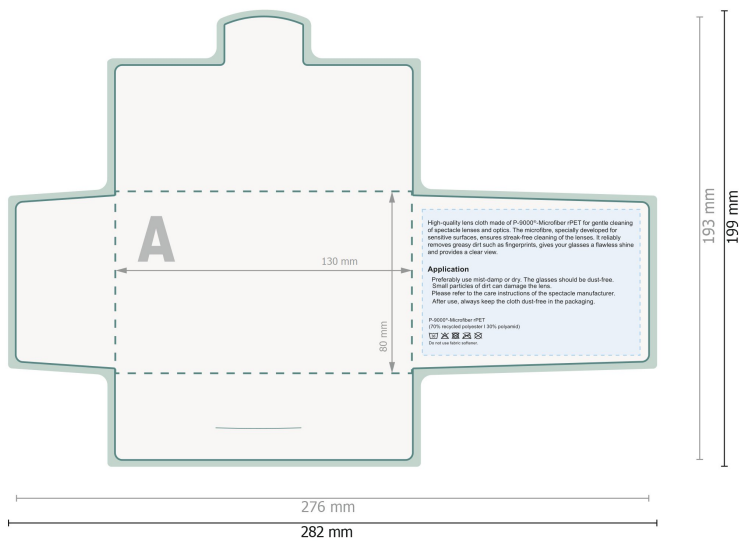 A
130 mm
80 mm
High-quality lens cloth made of P-9000®-Microfiber rPET for gentle cleaning
of spectacle lenses and optics. The microfibre, specially developed for
sensitive surfaces, ensures streak-free cleaning of the lenses. It reliably
removes greasy dirt such as fingerprints, gives your glasses a flawless shine
and provides a clear view.
Application
Preferably use mist-damp or dry. The glasses should be dust-free.
Small particles of dirt can damage the lens.
Please refer to the care instructions of the spectacle manufacturer.
After use, always keep the cloth dust-free in the packaging.
P-9000®-Microfiber rPET
(70% recycled polyester I 30% polyamid)
Do not use fabric softener.
193 mm
199 mm
276 mm
282 mm